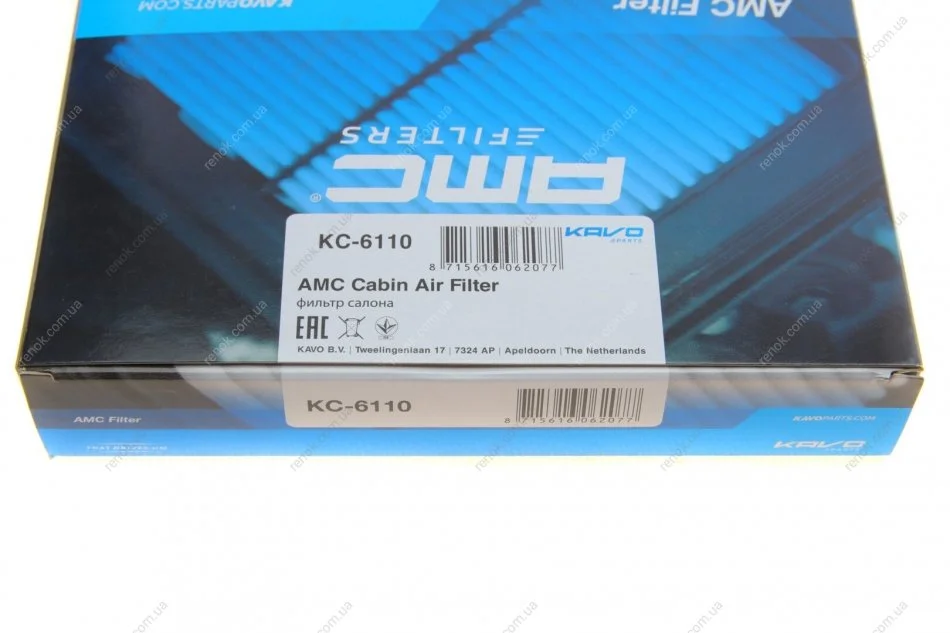 KAVOPARTS.COM
AMC Filter
FILTERS
AMC®
KC-6110
8 715616 062077
KAVO
PARTS
AMC Cabin Air Filter
фильтр салона
EAC
KAVO B.V. | Tweelingenlaan 17 | 7324 AP | Apeldoorn | The Netherlands
KC-6110
8 715616 062077
AMC Filter
KAVOPARTS.COM
KAVO
PARTS
renok.com.ua